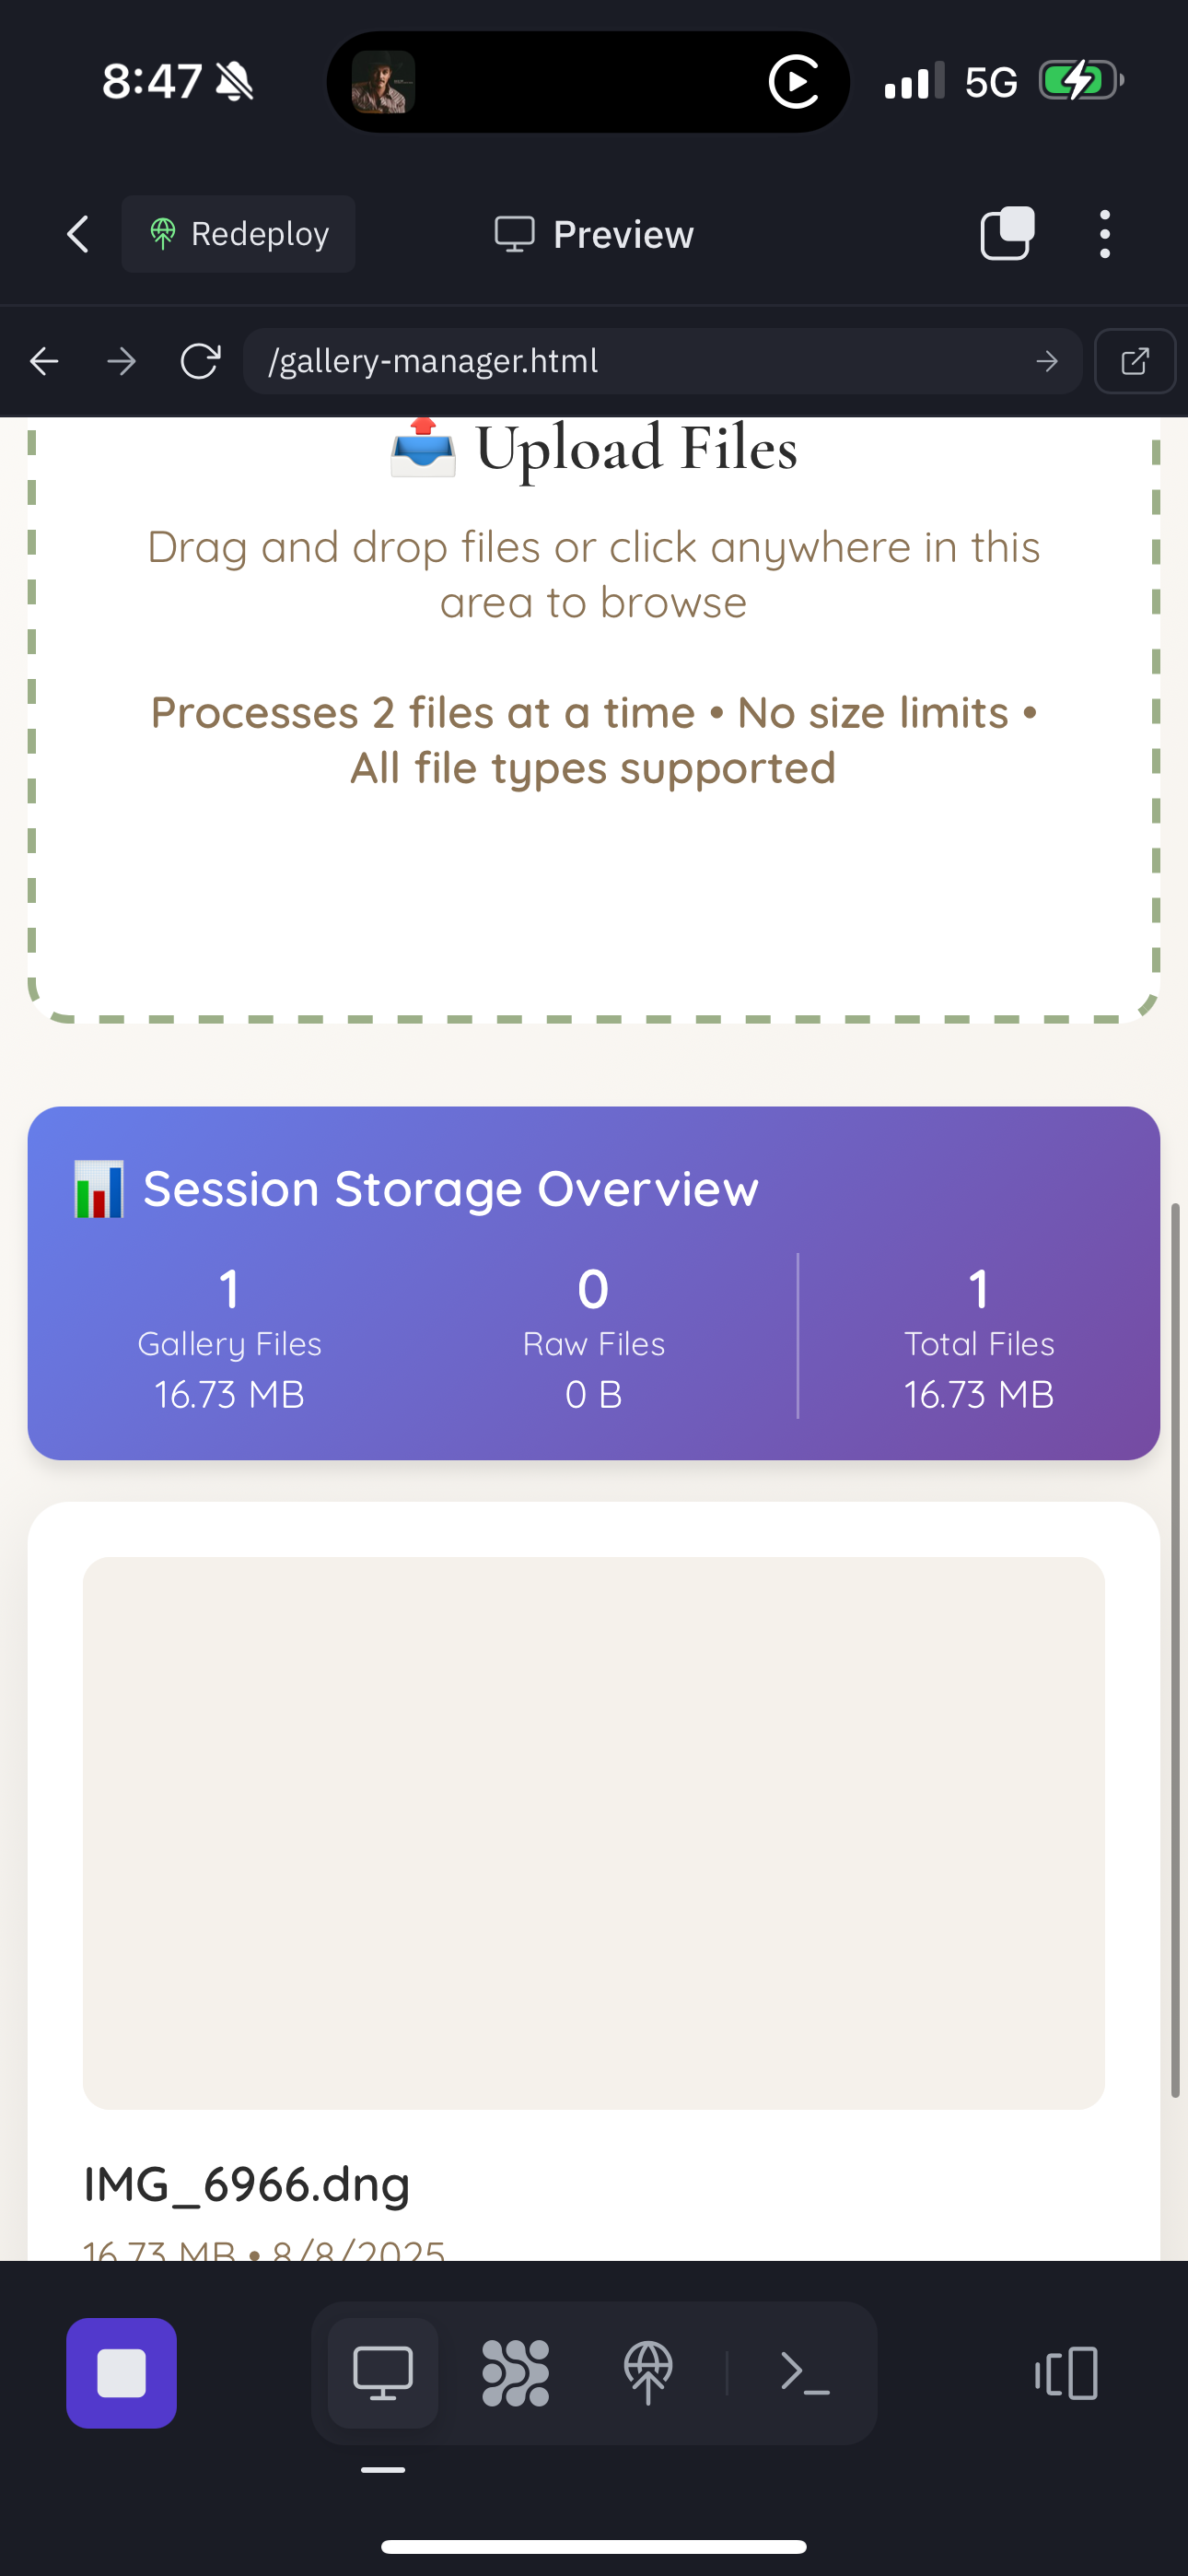 8:47
5G
Redeploy
Preview
/gallery-manager.html
Upload Files
Drag and drop files or click anywhere in this
area to browse
Processes 2 files at a time • No size limits •
All file types supported
Session Storage Overview
1
Gallery Files
16.73 MB
0
Raw Files
0 B
1
Total Files
16.73 MB
IMG_6966.dng
16.73 MB • 8/8/2025